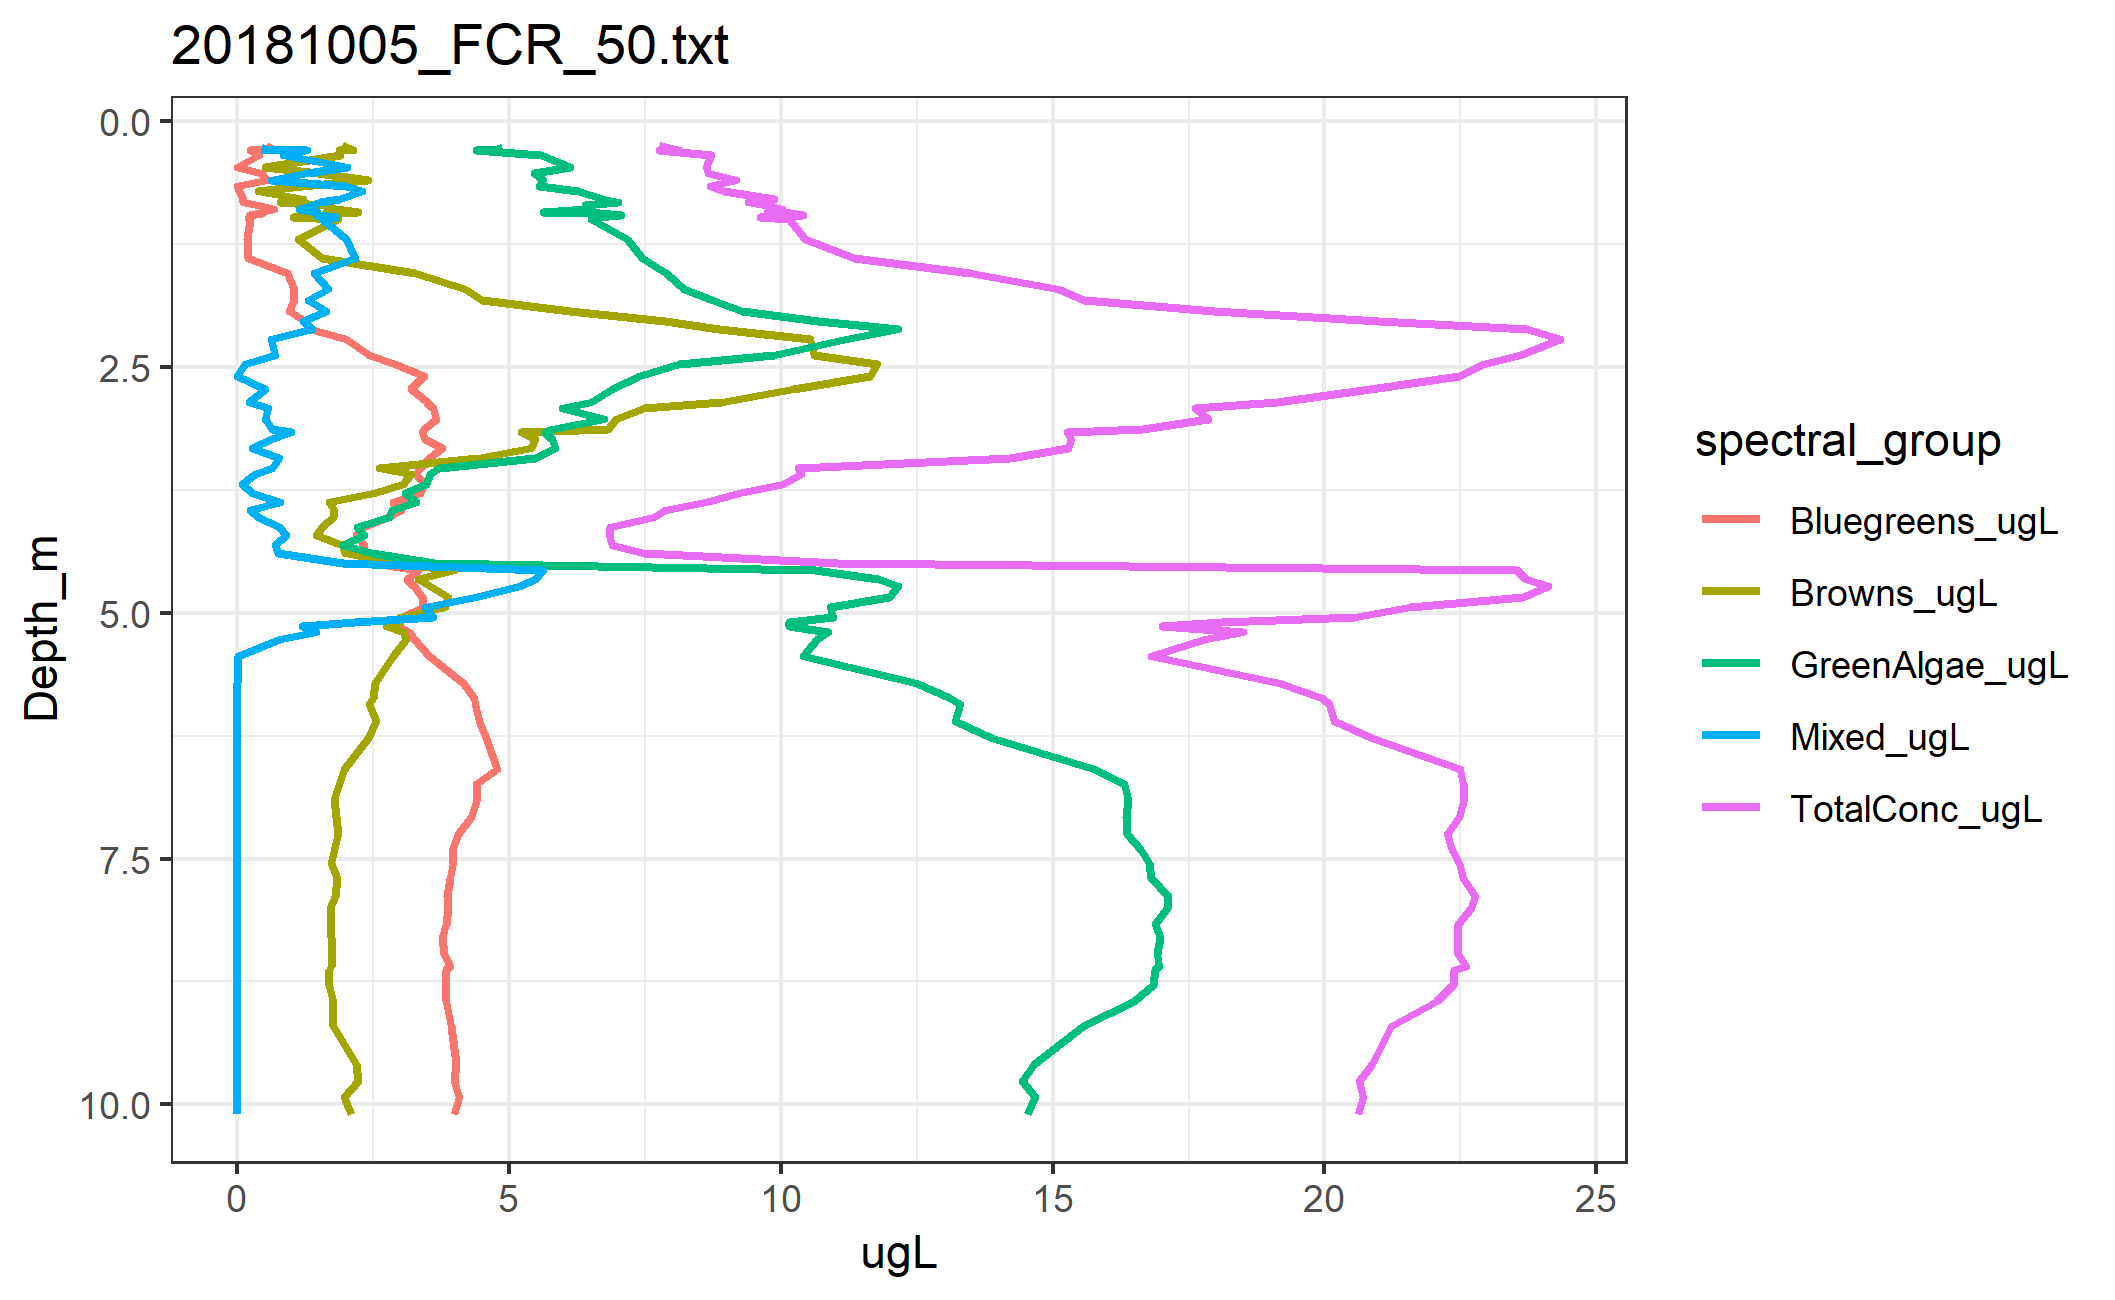 20181005_FCR_50.txt
0.0
2.5
5.0
7.5
10.0
Depth_m
0 5 10 15 20 25
ugL
spectral_group
Bluegreens_ugL
Browns_ugL
GreenAlgae_ugL
Mixed_ugL
TotalConc_ugL